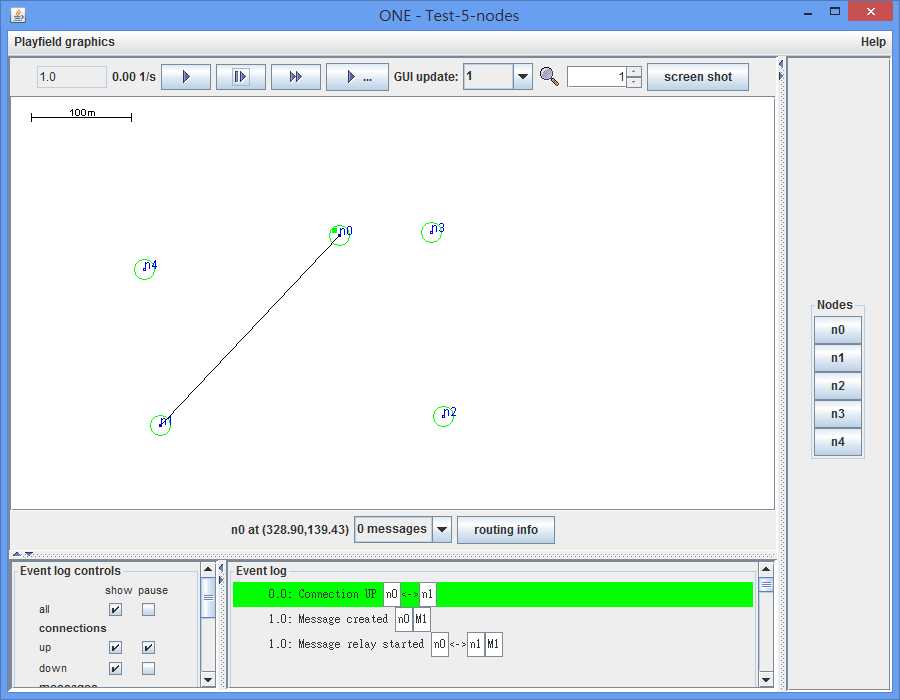 ONE - Test-5-nodes
Playfield graphics Help
1.0 0.00 1/s ... GUI update: 1 1 screen shot
100m
n0 n3
n4
n1 n2
Nodes
n0
n1
n2
n3
n4
n0 at (328.90,139.43) 0 messages routing info
Event log controls
show pause
all
connections
up
down
Event log
0.0: Connection UP n0 <-> n1
1.0: Message created n0 M1
1.0: Message relay started n0 <-> n1 M1